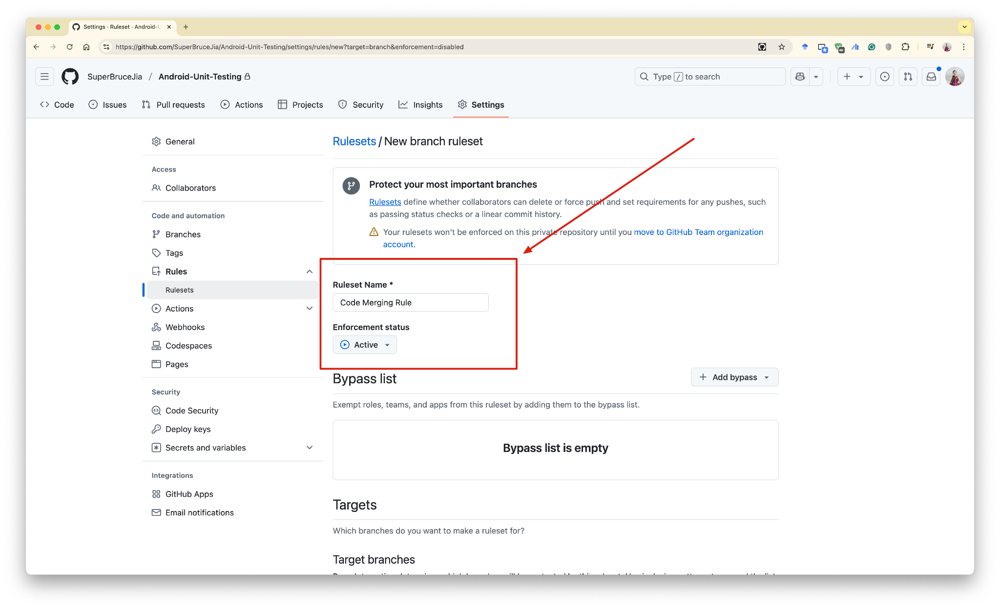 Settings · Ruleset · Android-U
https://github.com/SuperBruceJia/Android-Unit-Testing/settings/rules/new?target=branch&enforcement=disabled
SuperBruceJia / Android-Unit-Testing
Type / to search
Code
Issues
Pull requests
Actions
Projects
Security
Insights
Settings
General
Access
Collaborators
Code and automation
Branches
Tags
Rules
Rulesets
Actions
Webhooks
Codespaces
Pages
Security
Code Security
Deploy keys
Secrets and variables
Integrations
GitHub Apps
Email notifications
Rulesets / New branch ruleset
Protect your most important branches
Rulesets define whether collaborators can delete or force push and set requirements for any pushes, such
as passing status checks or a linear commit history.
Your rulesets won't be enforced on this private repository until you move to GitHub Team organization
account.
Ruleset Name *
Code Merging Rule
Enforcement status
Active
Bypass list
Add bypass
Exempt roles, teams, and apps from this ruleset by adding them to the bypass list.
Bypass list is empty
Targets
Which branches do you want to make a ruleset for?
Target branches